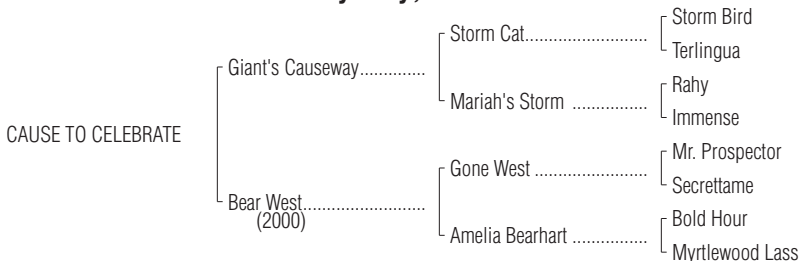 Storm Bird
Storm Cat..............................
Terlingua
Giant's Causeway..............
Rahy
Mariah's Storm ................
Immense
CAUSE TO CELEBRATE
Mr. Prospector
Gone West ........................
Secrettame
Bear West..........................
(2000)
Bold Hour
Amelia Bearhart ................
Myrtlewood Lass